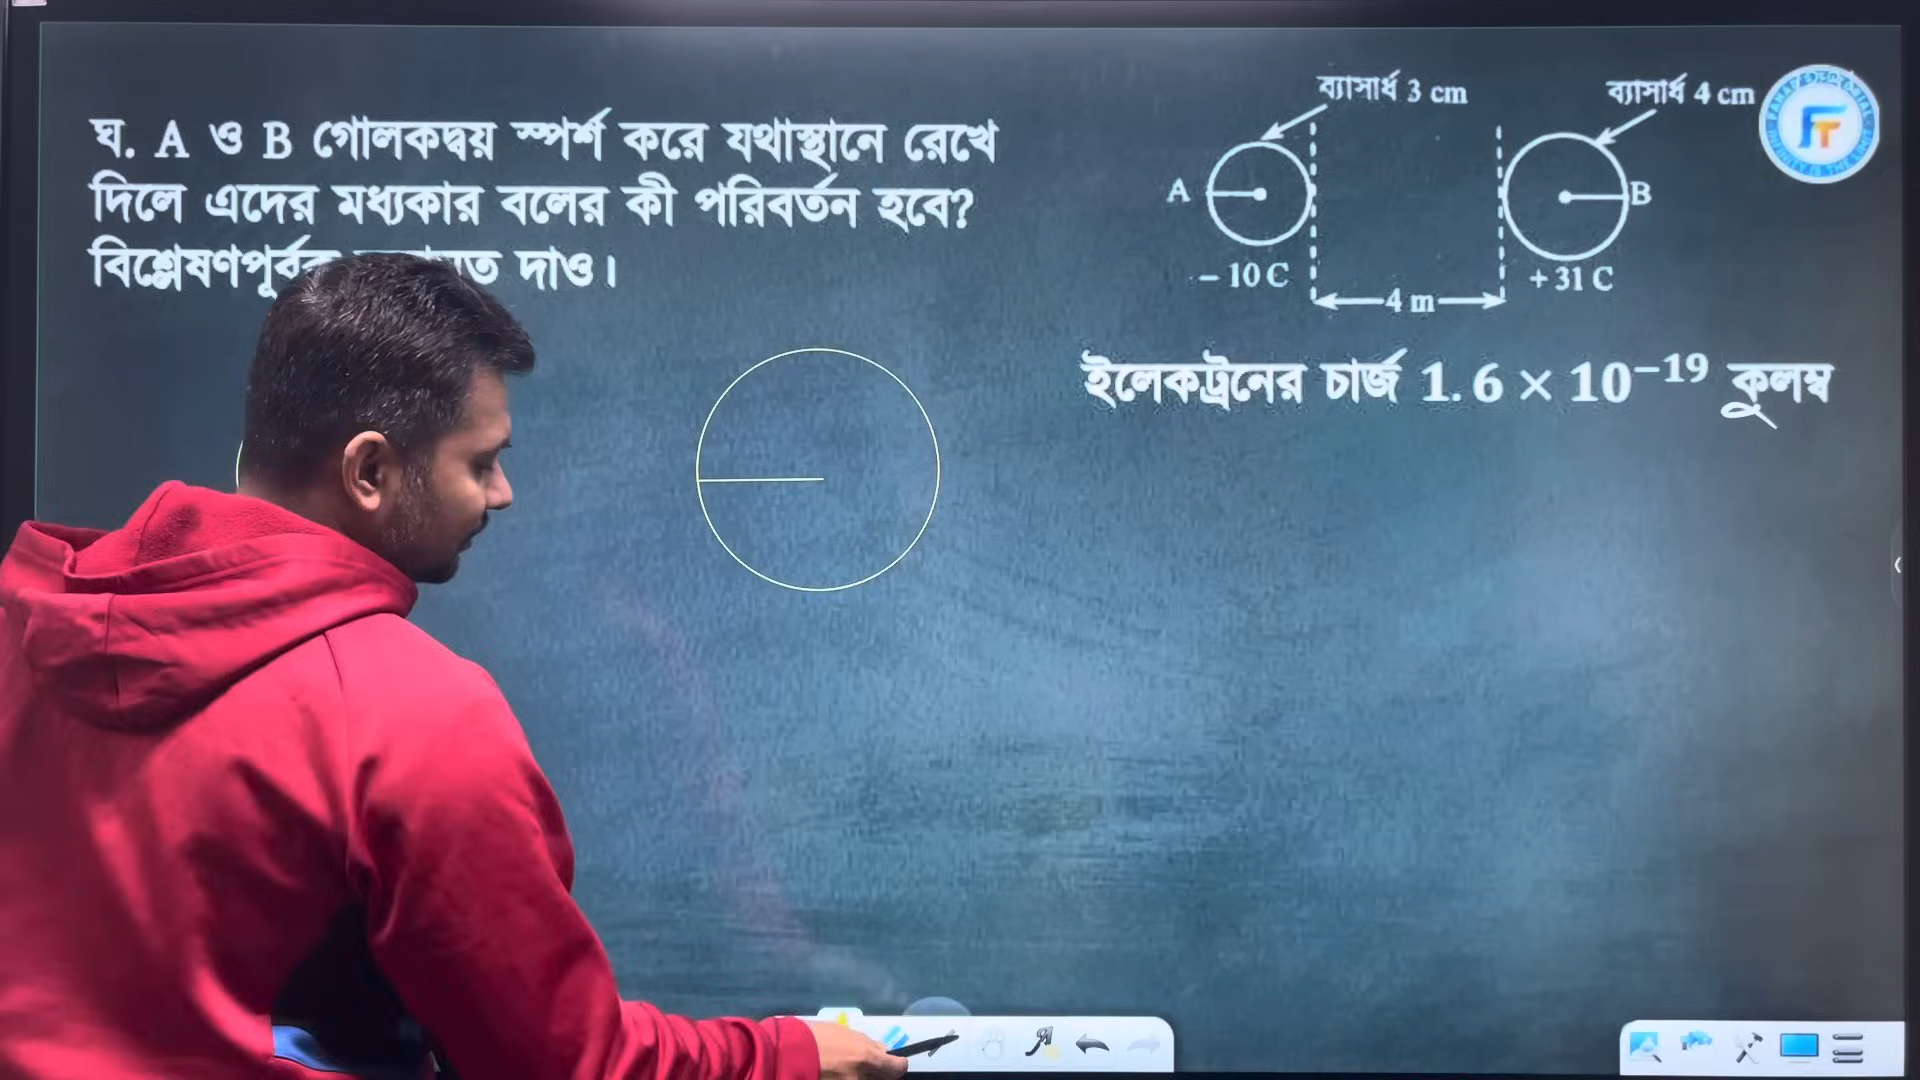 ঘ. A ও B গোলকদ্বয় স্পর্শ করে যথাস্থানে রেখে
দিলে এদের মধ্যকার বলের কী পরিবর্তন হবে?
বিশ্লেষণপূর্বক দাও।
ব্যাসার্ধ 3 cm
ব্যাসার্ধ 4 cm
A
B
– 10 C
+ 31 C
4 m
ইলেকট্রনের চার্জ 1.6 × 10⁻¹⁹ কুলম্ব